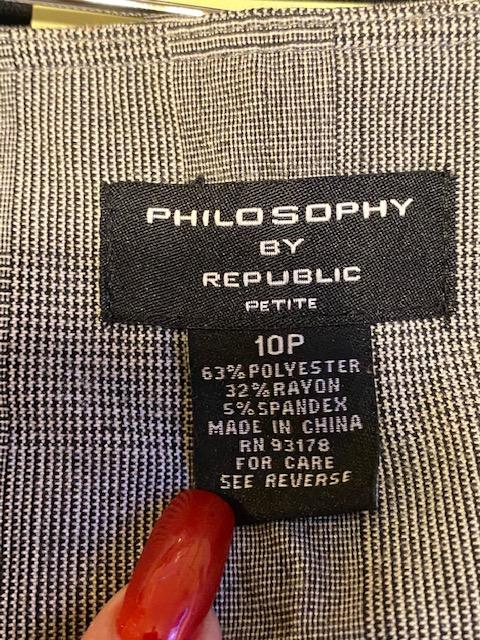 PHILOSOPHY
BY
REPUBLIC
PETITE
10P
63%POLYESTER
32%RAYON
5%SPANDEX
MADE IN CHINA
RN 93178
FOR CARE
SEE REVERSE